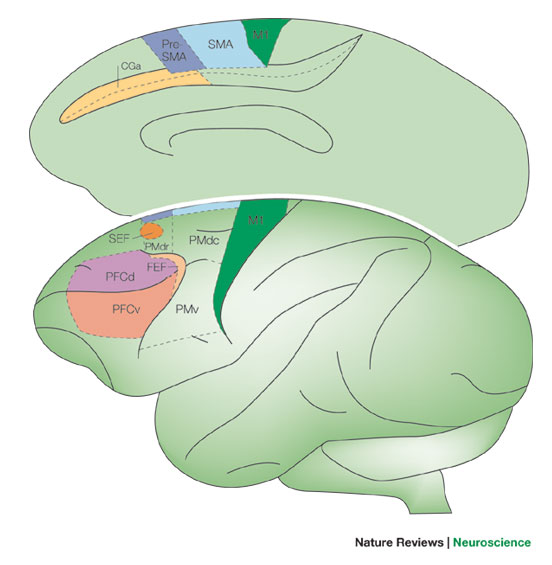 Pre
SMA
SMA
M1
CGa
M1
SEF
PMdr
PMdc
FEF
PFCd
PFCv
PMv
Nature Reviews | Neuroscience